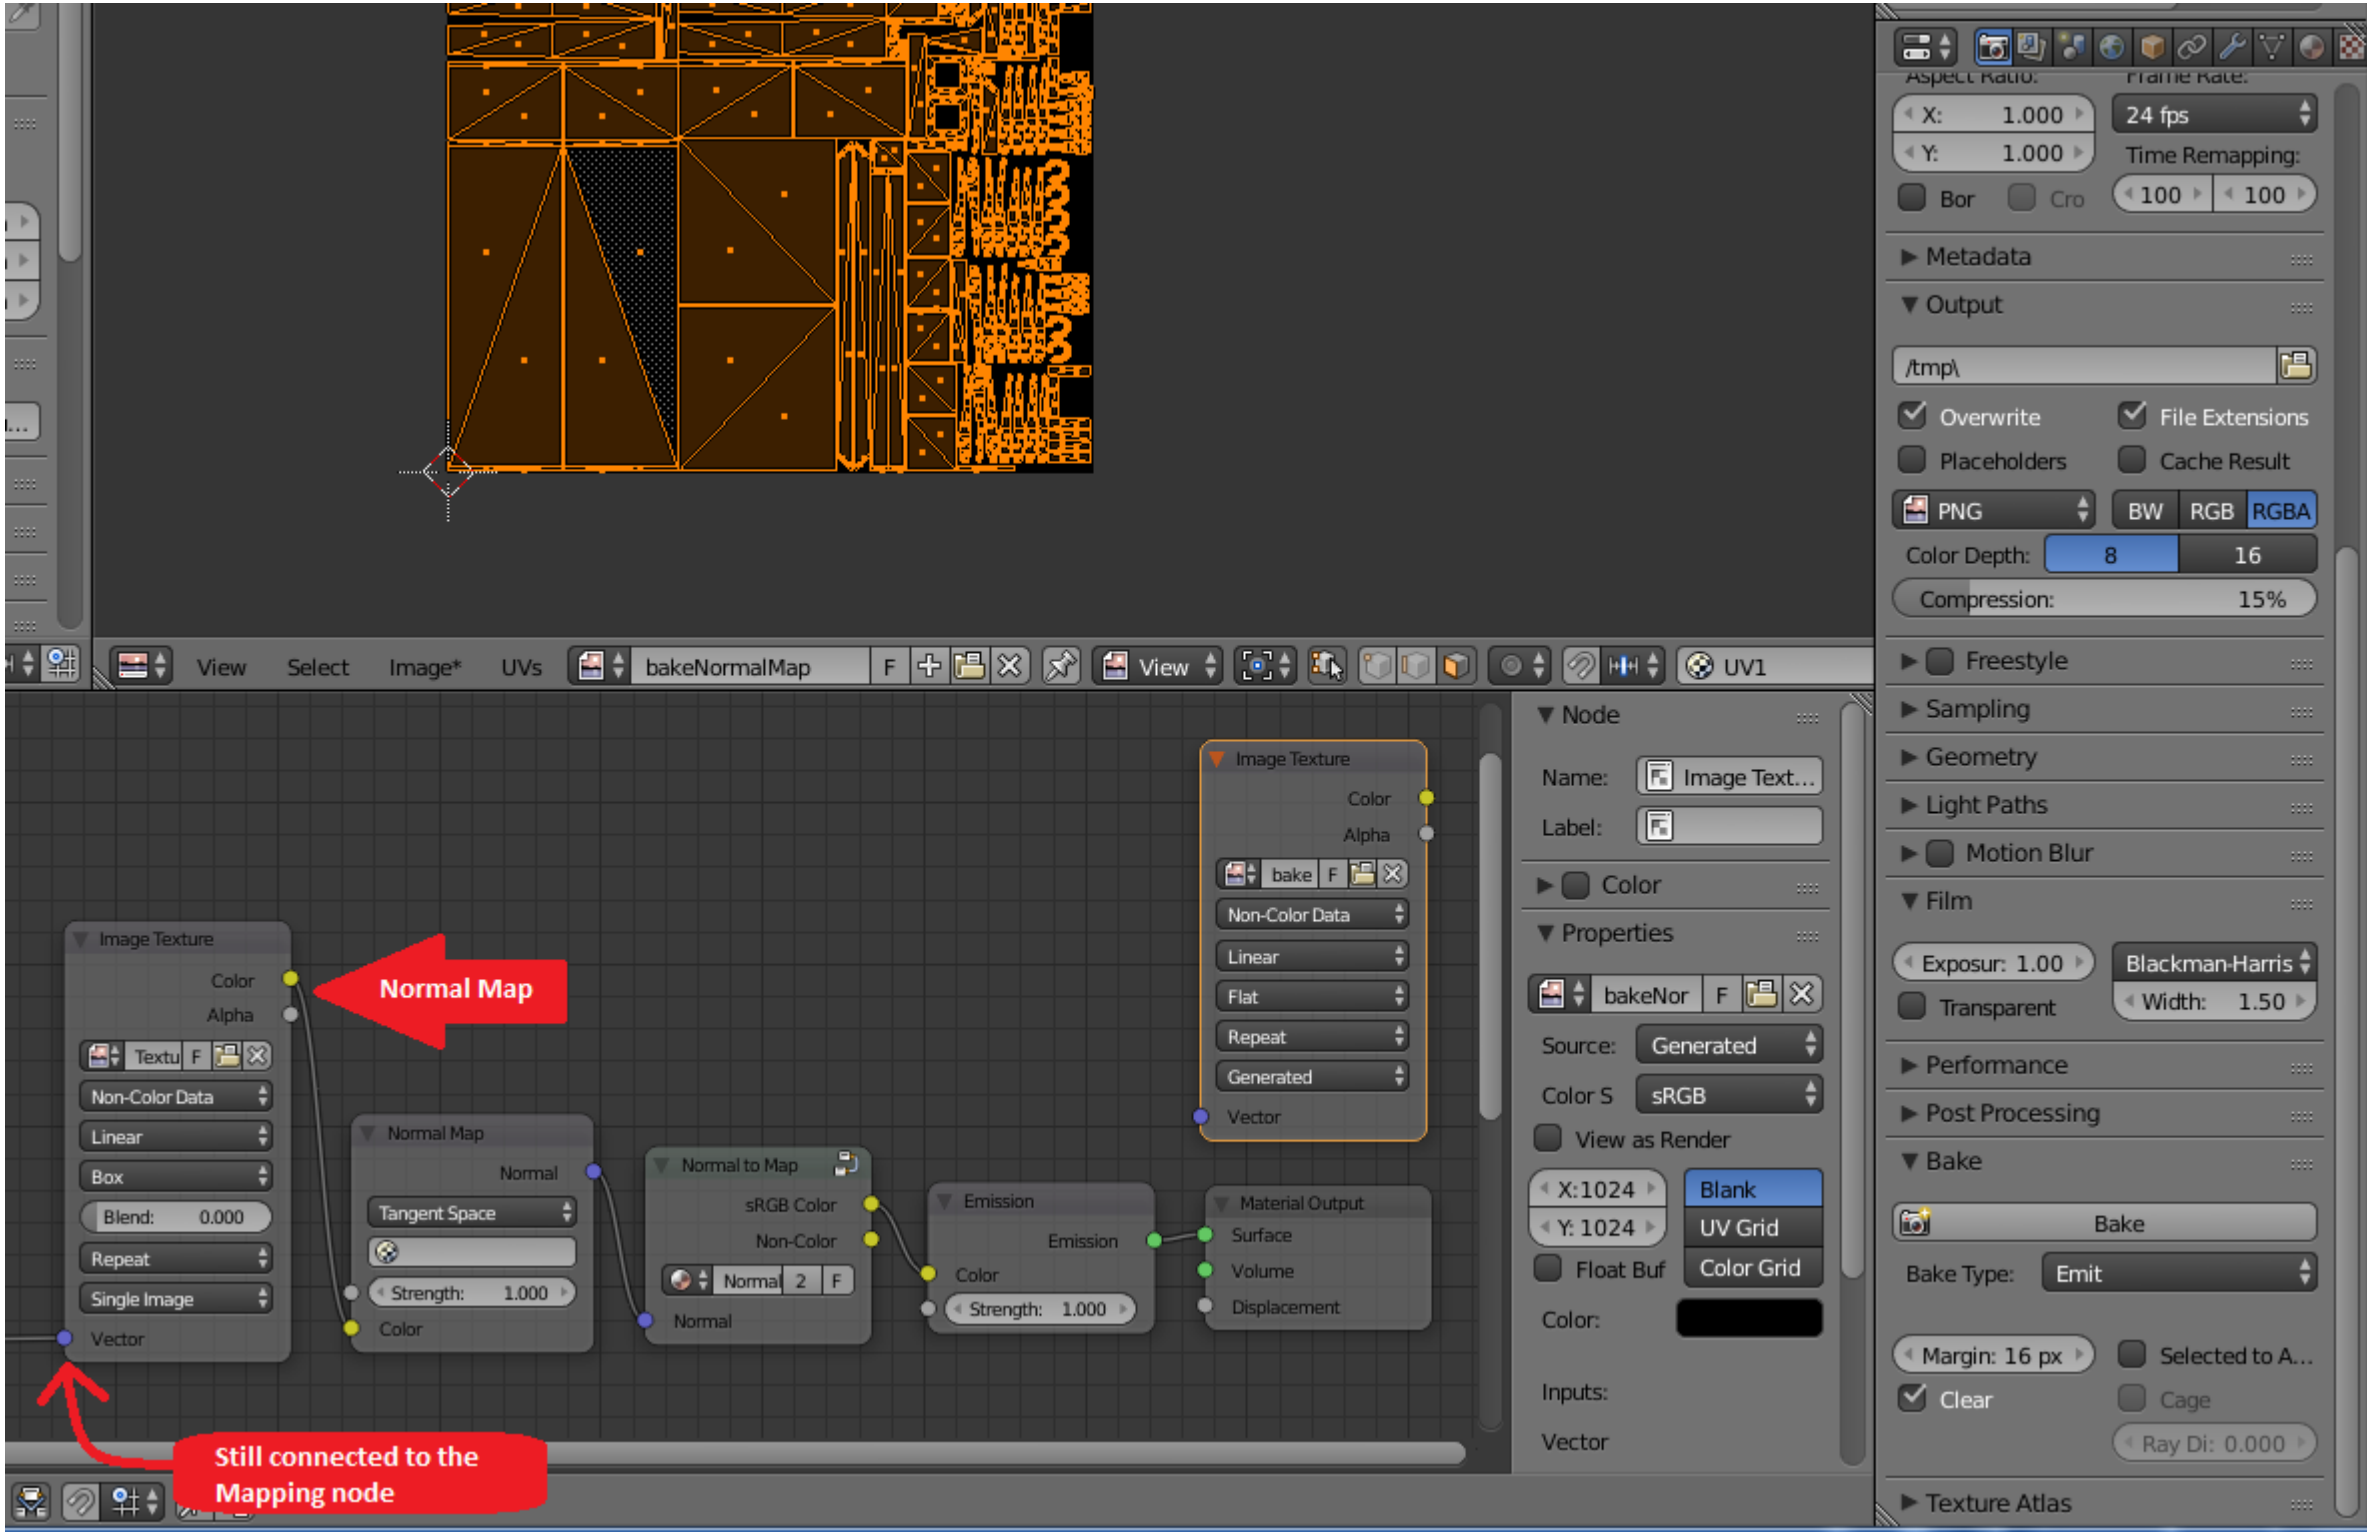 Aspect Ratio:
Frame Rate:
X: 1.000
24 fps
Y: 1.000
Time Remapping:
Bor
Cro
100
100
Metadata
Output
/tmp\
Overwrite
File Extensions
Placeholders
Cache Result
PNG
BW
RGB
RGBA
Color Depth:
8
16
Compression: 15%
Freestyle
Sampling
Geometry
Light Paths
Motion Blur
Film
Exposur: 1.00
Blackman-Harris
Transparent
Width: 1.50
Performance
Post Processing
Bake
Bake
Bake Type:
Emit
Margin: 16 px
Selected to A...
Clear
Cage
Ray Di: 0.000
Texture Atlas
View
Select
Image*
UVs
bakeNormalMap
F
View
UV1
Node
Name:
Image Text...
Label:
Color
Properties
bakeNor
F
Source:
Generated
Color S
sRGB
View as Render
X:1024
Blank
Y: 1024
UV Grid
Float Buf
Color Grid
Color:
Inputs:
Vector
Image Texture
Color
Alpha
bake
F
Non-Color Data
Linear
Flat
Repeat
Generated
Vector
Image Texture
Color
Alpha
Textu
F
Non-Color Data
Linear
Box
Blend: 0.000
Repeat
Single Image
Vector
Normal Map
Normal Map
Normal
Tangent Space
Strength: 1.000
Color
Normal to Map
sRGB Color
Non-Color
Normal
2
F
Normal
Emission
Emission
Color
Strength: 1.000
Material Output
Surface
Volume
Displacement
Still connected to the
Mapping node